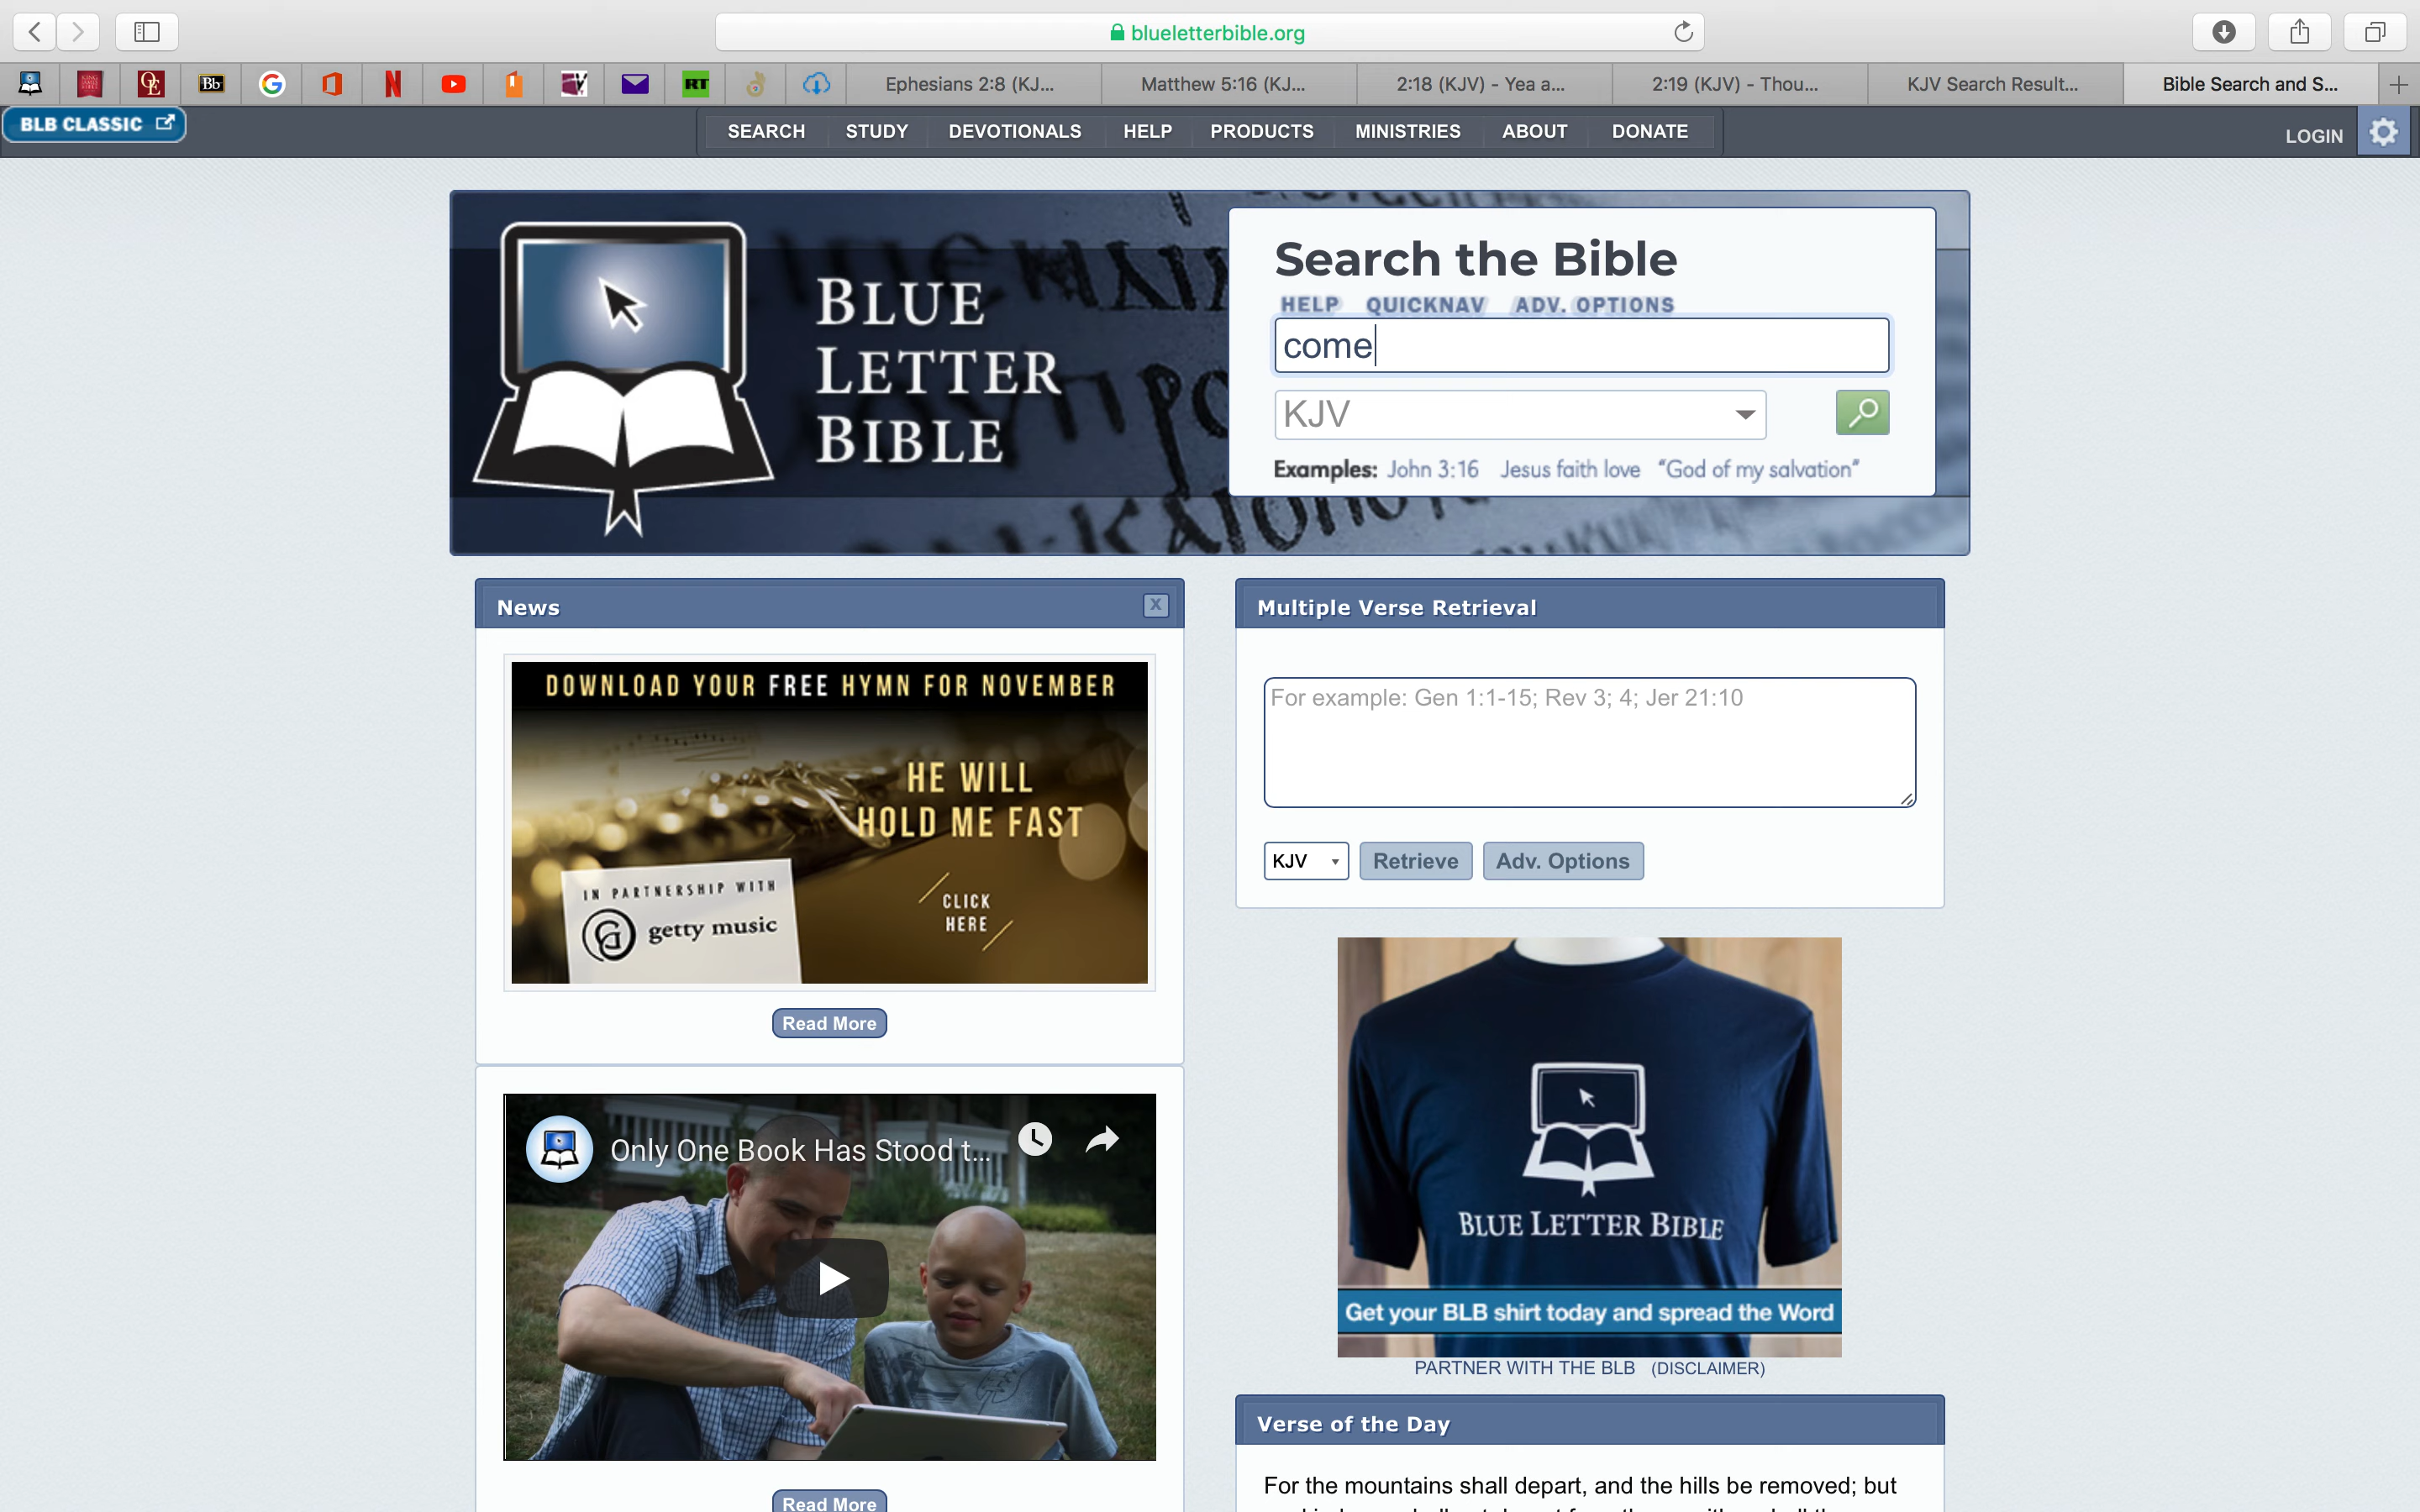 blueletterbible.org
Bb
RT
Ephesians 2:8 (KJ...
Matthew 5:16 (KJ...
2:18 (KJV) - Yea a...
2:19 (KJV) - Thou...
KJV Search Result...
Bible Search and S...
BLB CLASSIC
SEARCH
STUDY
DEVOTIONALS
HELP
PRODUCTS
MINISTRIES
ABOUT
DONATE
LOGIN
BLUE
LETTER
BIBLE
Search the Bible
HELP QUICKNAV ADV. OPTIONS
come
KJV
Examples: John 3:16 Jesus faith love “God of my salvation”
News
X
DOWNLOAD YOUR FREE HYMN FOR NOVEMBER
HE WILL
HOLD ME FAST
IN PARTNERSHIP WITH
getty music
CLICK
HERE
Read More
Only One Book Has Stood t...
Read More
Multiple Verse Retrieval
For example: Gen 1:1-15; Rev 3; 4; Jer 21:10
KJV
Retrieve
Adv. Options
BLUE LETTER BIBLE
Get your BLB shirt today and spread the Word
PARTNER WITH THE BLB (DISCLAIMER)
Verse of the Day
For the mountains shall depart, and the hills be removed; but